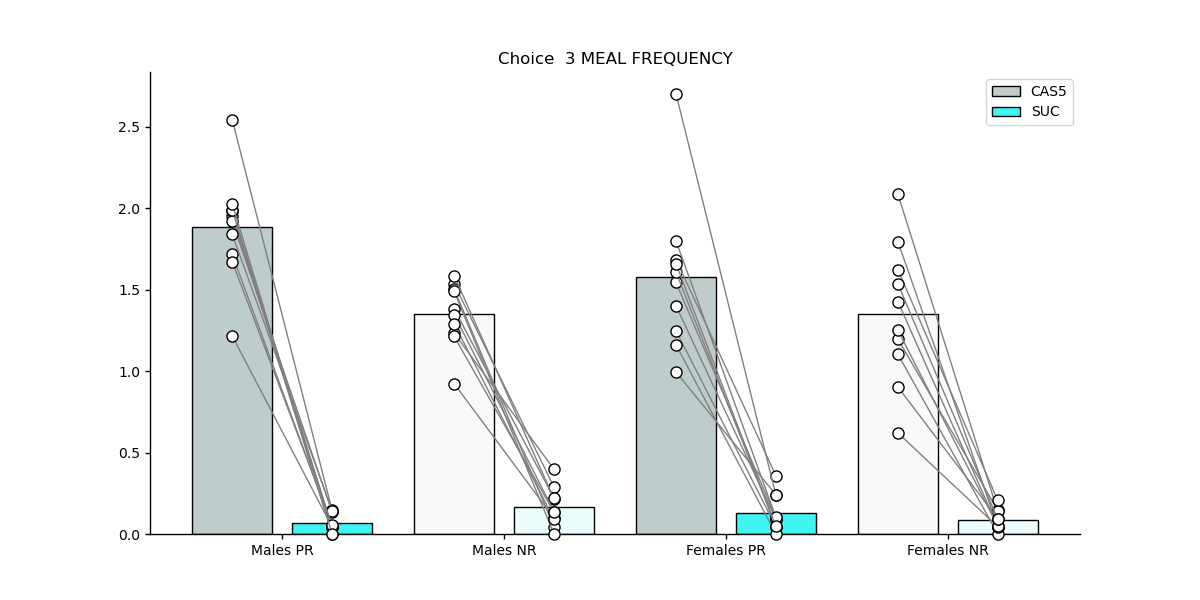 Choice  3 MEAL FREQUENCY
CAS5
SUC
2.5
2.0
1.5
1.0
0.5
0.0
Males PR
Males NR
Females PR
Females NR